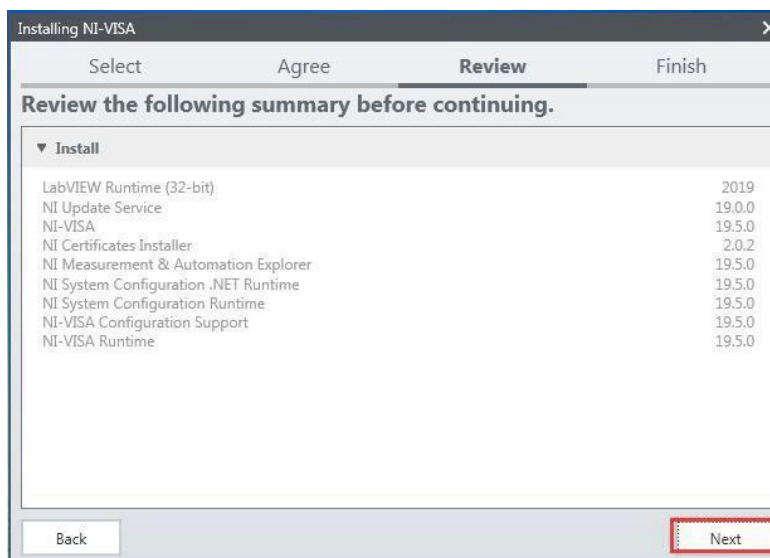 Installing NI-VISA
Select Agree Review Finish
Review the following summary before continuing.
▼ Install
LabVIEW Runtime (32-bit) 2019
NI Update Service 19.0.0
NI-VISA 19.5.0
NI Certificates Installer 2.0.2
NI Measurement & Automation Explorer 19.5.0
NI System Configuration .NET Runtime 19.5.0
NI System Configuration Runtime 19.5.0
NI-VISA Configuration Support 19.5.0
NI-VISA Runtime 19.5.0
Back Next